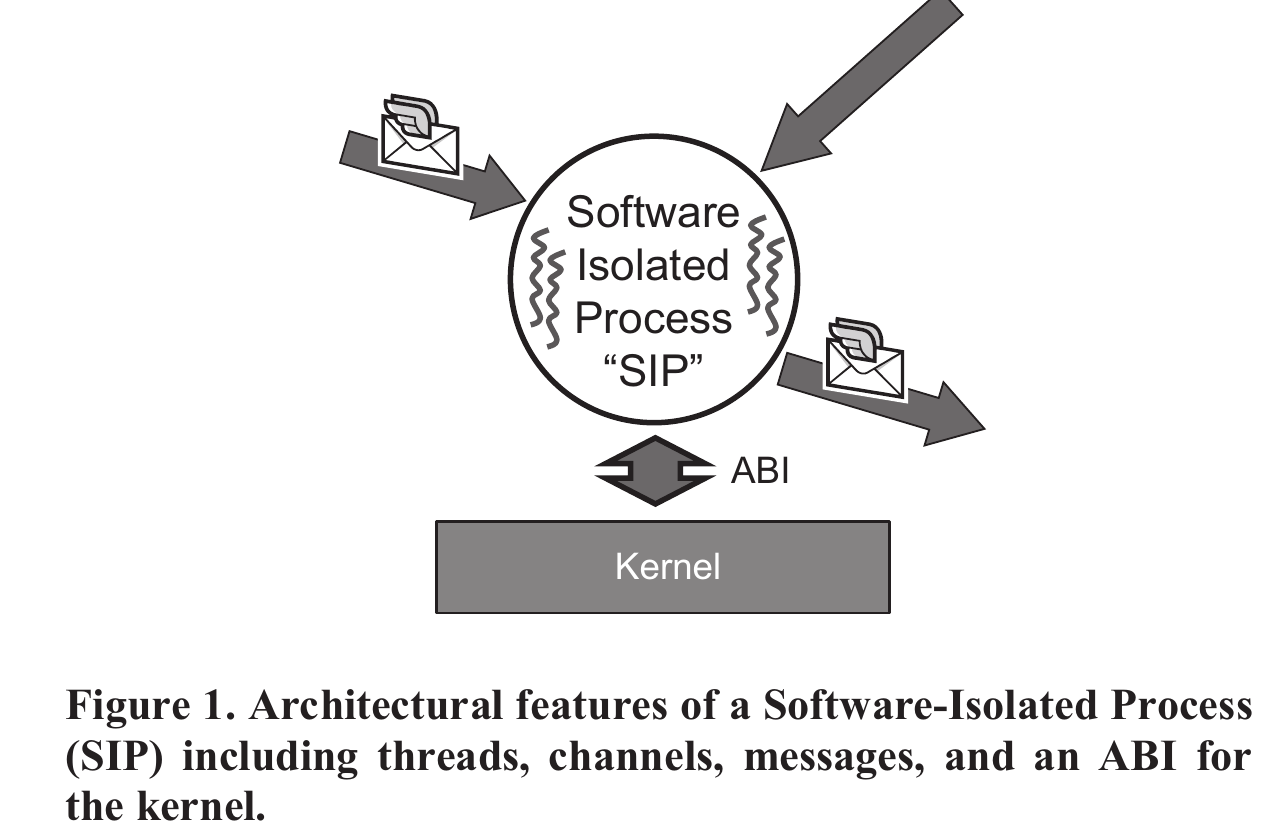 Software
Isolated
Process
“SIP”
ABI
Kernel
Figure 1. Architectural features of a Software-Isolated Process
(SIP) including threads, channels, messages, and an ABI for
the kernel.